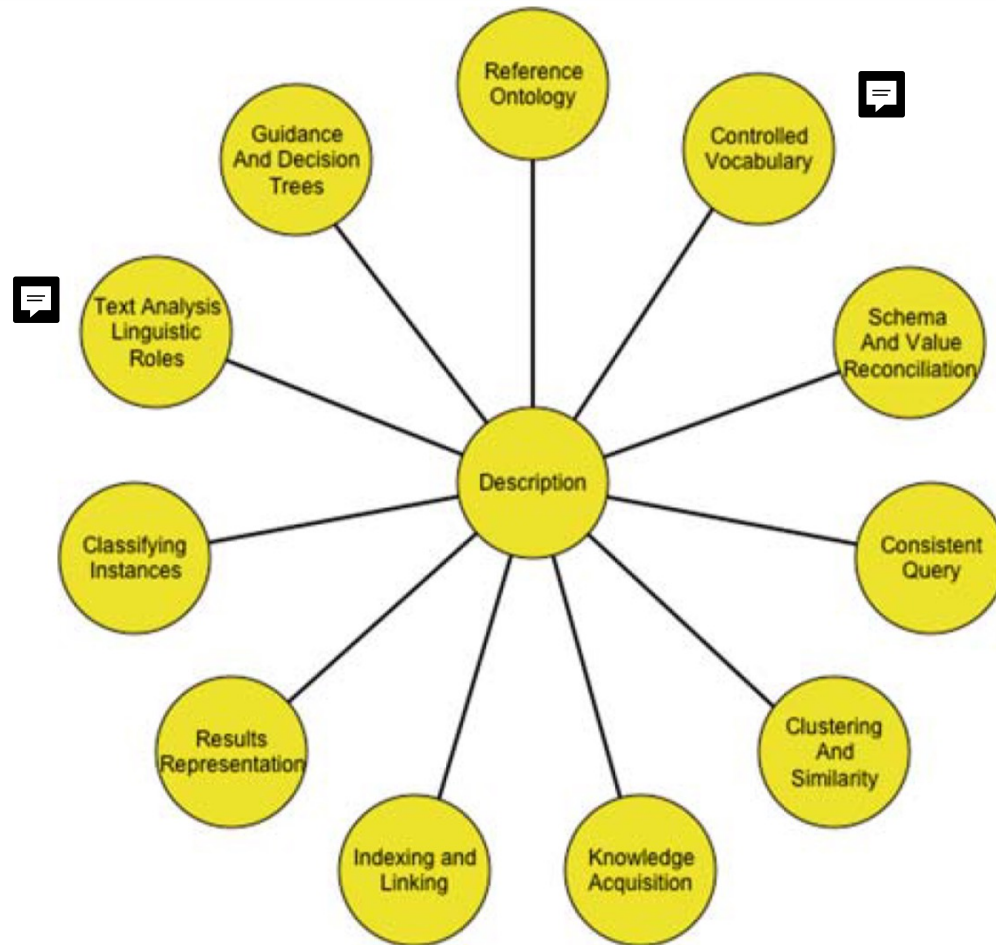 Reference
Ontology
Controlled
Vocabulary
Schema
And Value
Reconciliation
Consistent
Query
Clustering
And
Similarity
Knowledge
Acquisition
Indexing and
Linking
Results
Representation
Classifying
Instances
Text Analysis
Linguistic
Roles
Guidance
And Decision
Trees
Description